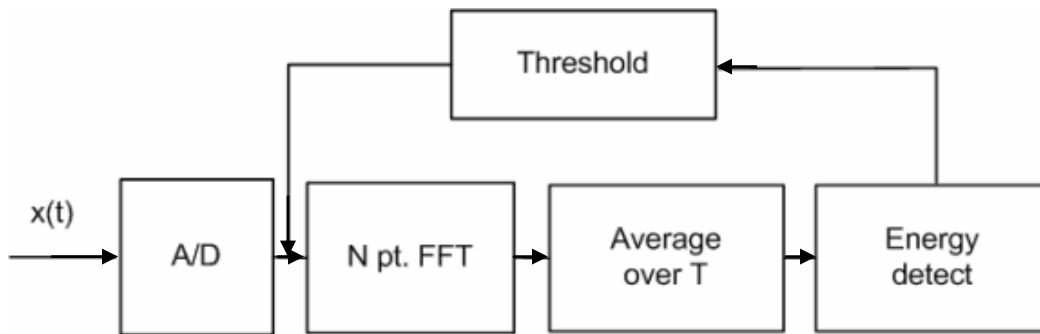 Threshold
x(t)
A/D
N pt. FFT
Average
over T
Energy
detect